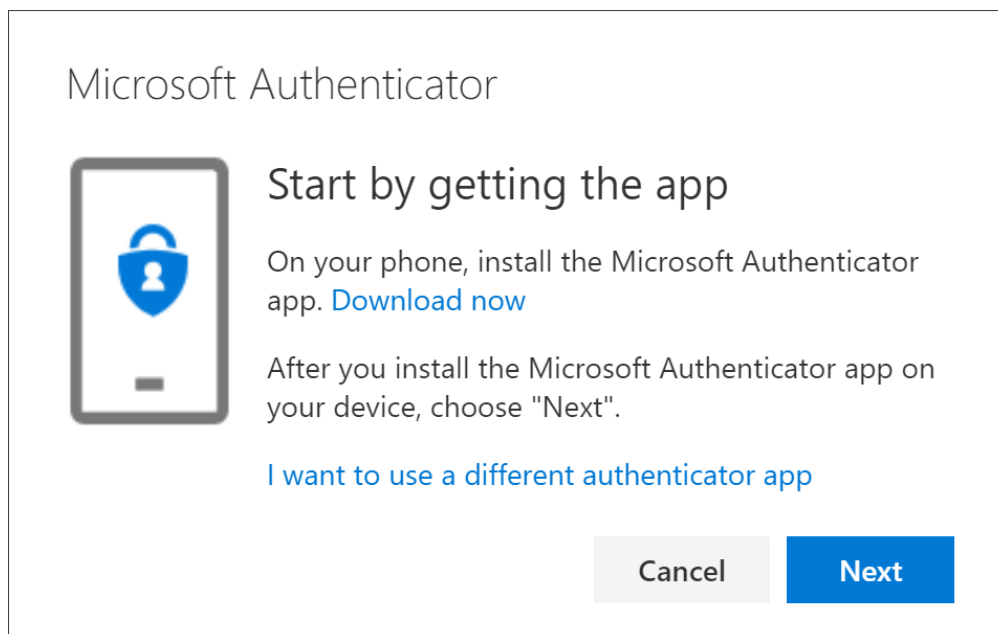 Microsoft Authenticator
Start by getting the app
On your phone, install the Microsoft Authenticator
app. Download now
After you install the Microsoft Authenticator app on
your device, choose "Next".
I want to use a different authenticator app
Cancel
Next